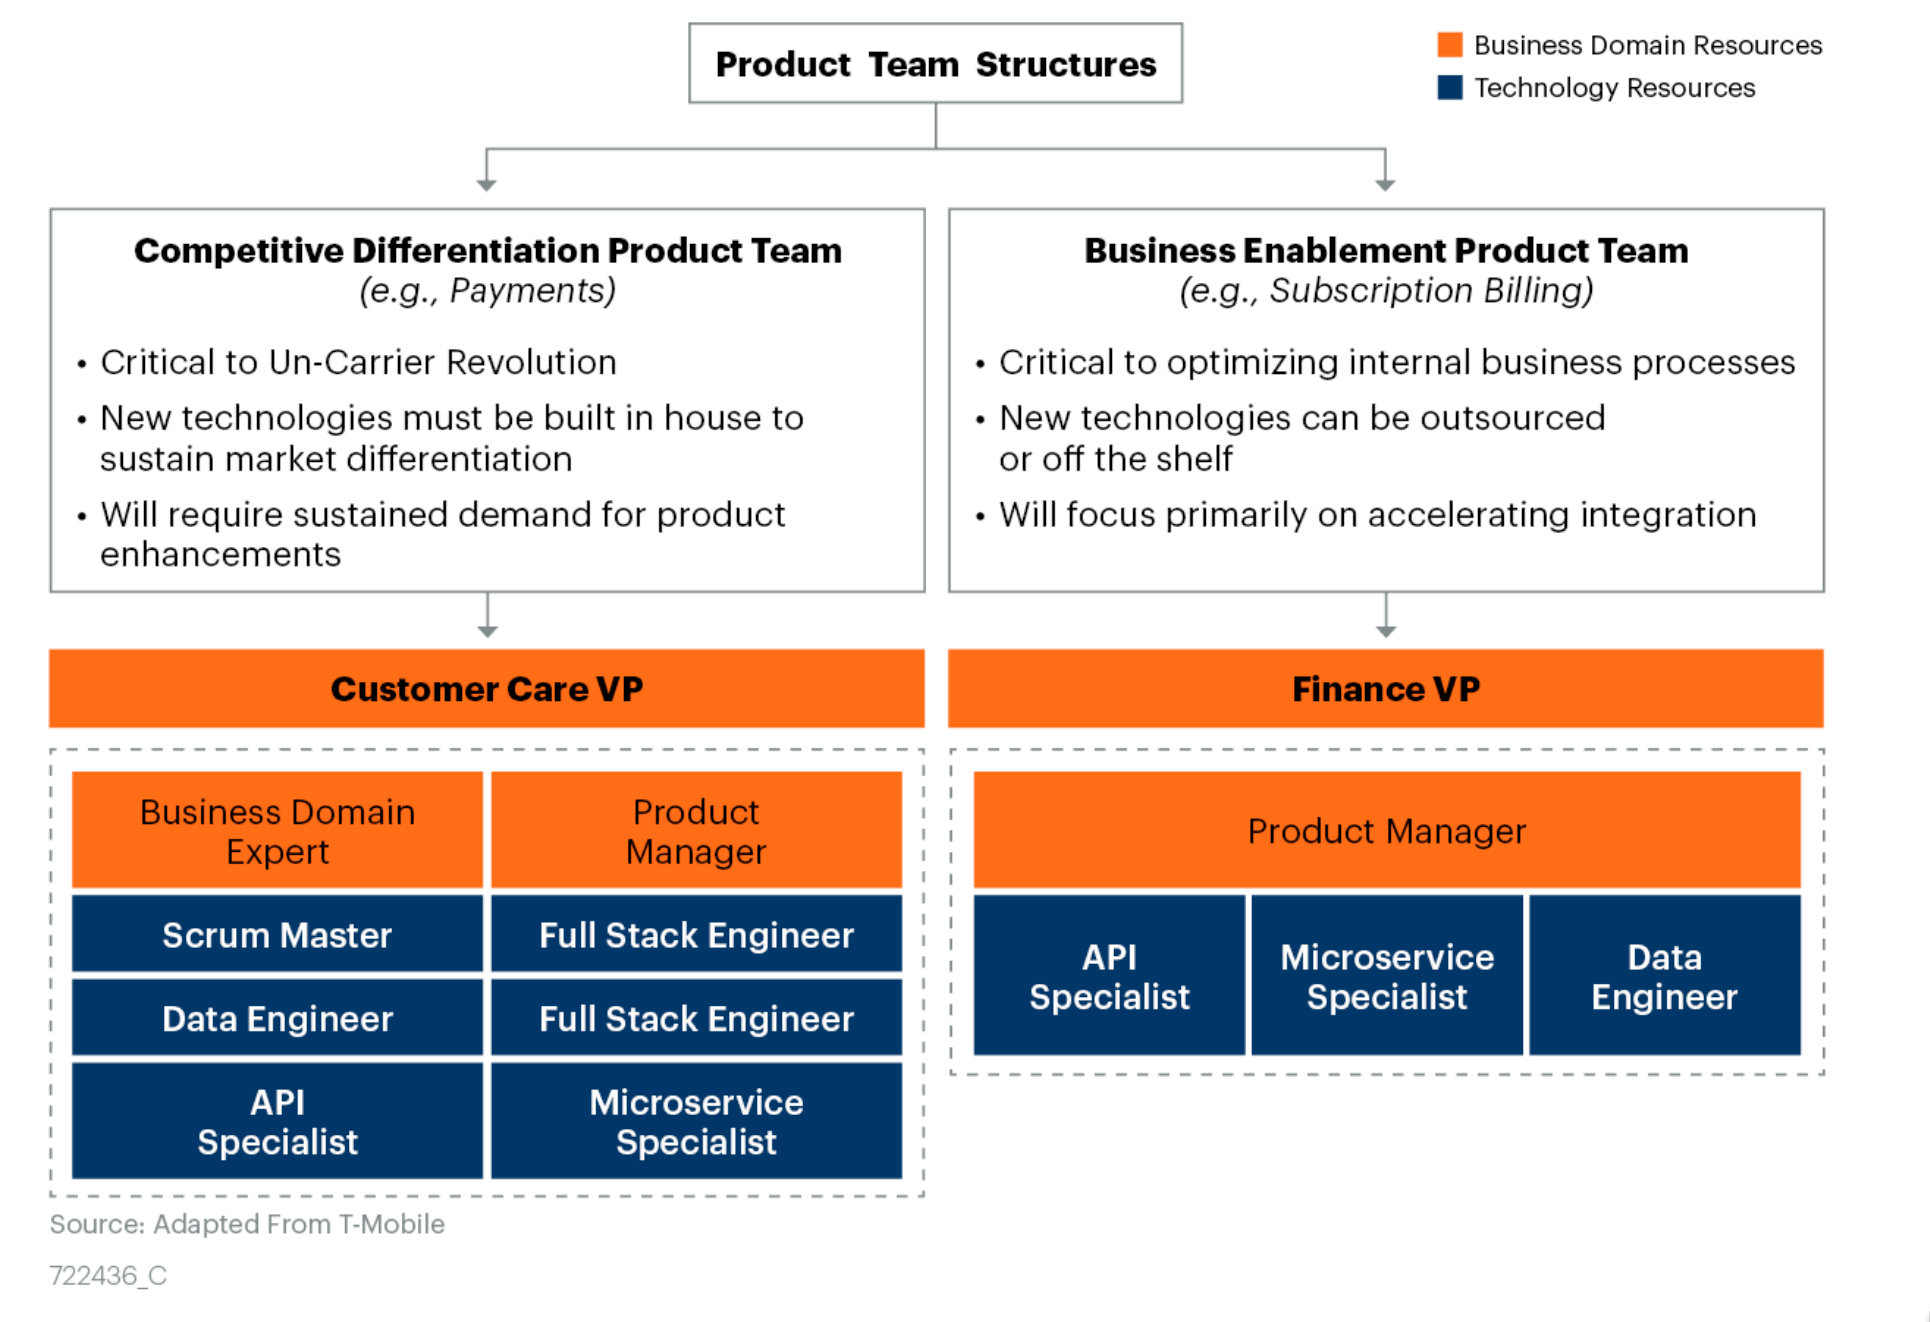 Product Team Structures
Business Domain Resources
Technology Resources
Competitive Differentiation Product Team
(e.g., Payments)
• Critical to Un-Carrier Revolution
• New technologies must be built in house to
sustain market differentiation
• Will require sustained demand for product
enhancements
Business Enablement Product Team
(e.g., Subscription Billing)
• Critical to optimizing internal business processes
• New technologies can be outsourced
or off the shelf
• Will focus primarily on accelerating integration
Customer Care VP
Business Domain
Expert
Product
Manager
Scrum Master
Full Stack Engineer
Data Engineer
Full Stack Engineer
API
Specialist
Microservice
Specialist
Finance VP
Product Manager
API
Specialist
Microservice
Specialist
Data
Engineer
Source: Adapted From T-Mobile
722436_C